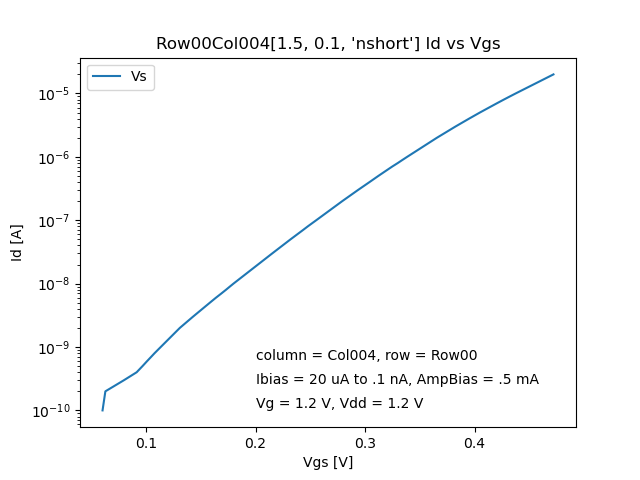 Row00Col004[1.5, 0.1, 'nshort'] Id vs Vgs
Vs
Id [A]
10⁻⁵
10⁻⁶
10⁻⁷
10⁻⁸
10⁻⁹
10⁻¹⁰
column = Col004, row = Row00
Ibias = 20 uA to .1 nA, AmpBias = .5 mA
Vg = 1.2 V, Vdd = 1.2 V
0.1 0.2 0.3 0.4
Vgs [V]